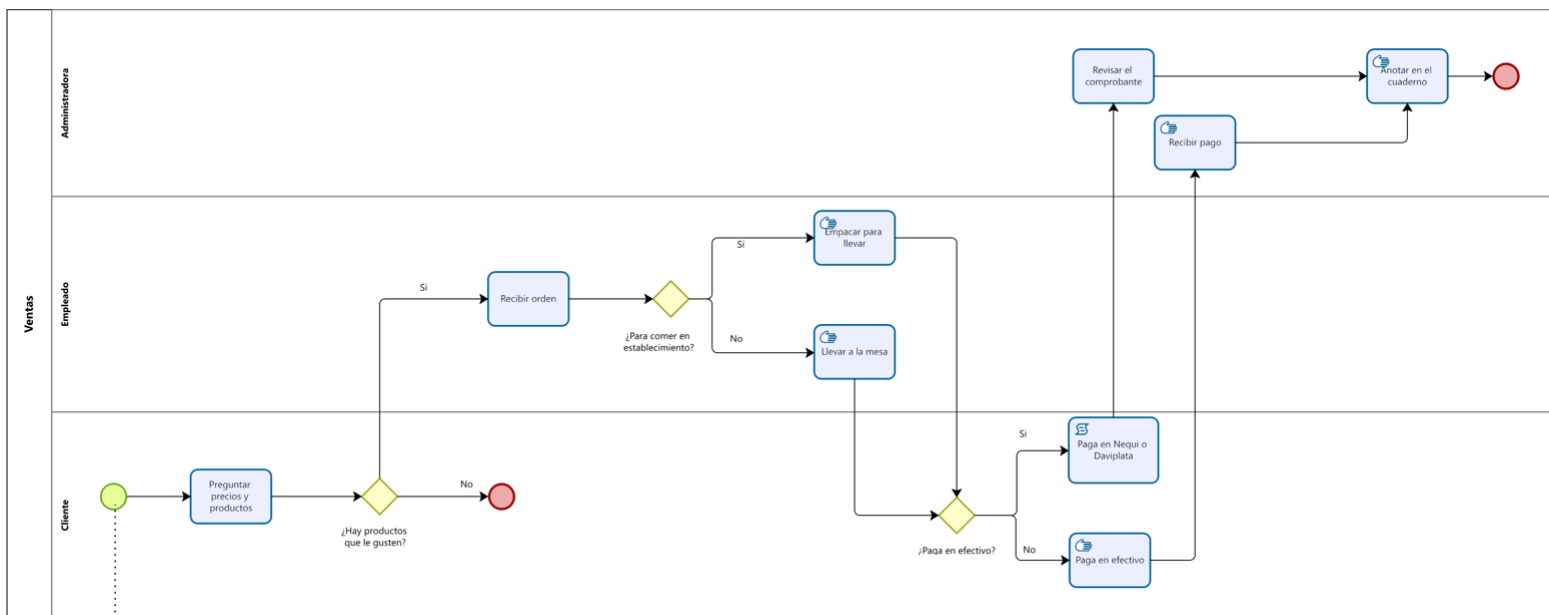 Ventas
Administradora
Revisar el
comprobante
Anotar en el
cuaderno
Recibir pago
Empleado
Si
Empacar para
llevar
Si
Recibir orden
¿Para comer en
establecimiento?
No
Llevar a la mesa
Cliente
Si
Paga en Nequi o
Daviplata
Preguntar
precios y
productos
No
¿Hay productos
que le gusten?
¿Paga en efectivo?
No
Paga en efectivo